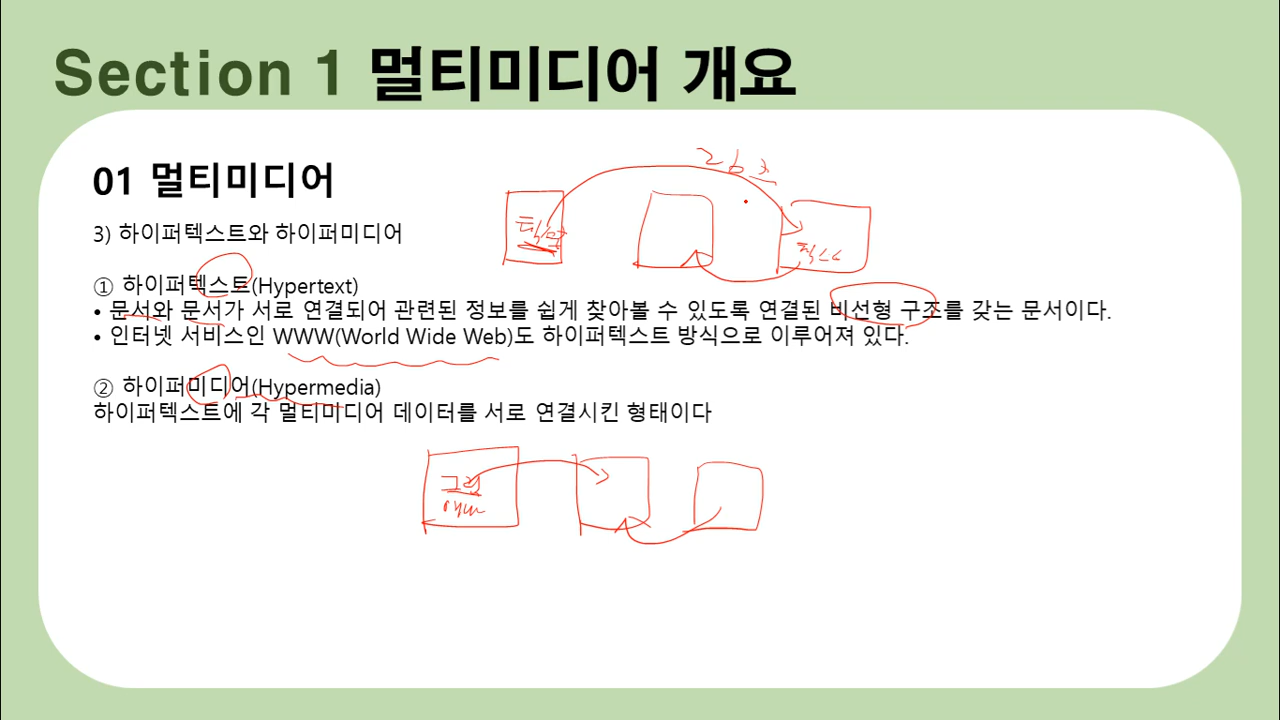 Section 1 멀티미디어 개요
01 멀티미디어
3) 하이퍼텍스트와 하이퍼미디어
① 하이퍼텍스트(Hypertext)
• 문서와 문서가 서로 연결되어 관련된 정보를 쉽게 찾아볼 수 있도록 연결된 비선형 구조를 갖는 문서이다.
• 인터넷 서비스인 WWW(World Wide Web)도 하이퍼텍스트 방식으로 이루어져 있다.
② 하이퍼미디어(Hypermedia)
하이퍼텍스트에 각 멀티미디어 데이터를 서로 연결시킨 형태이다
그림